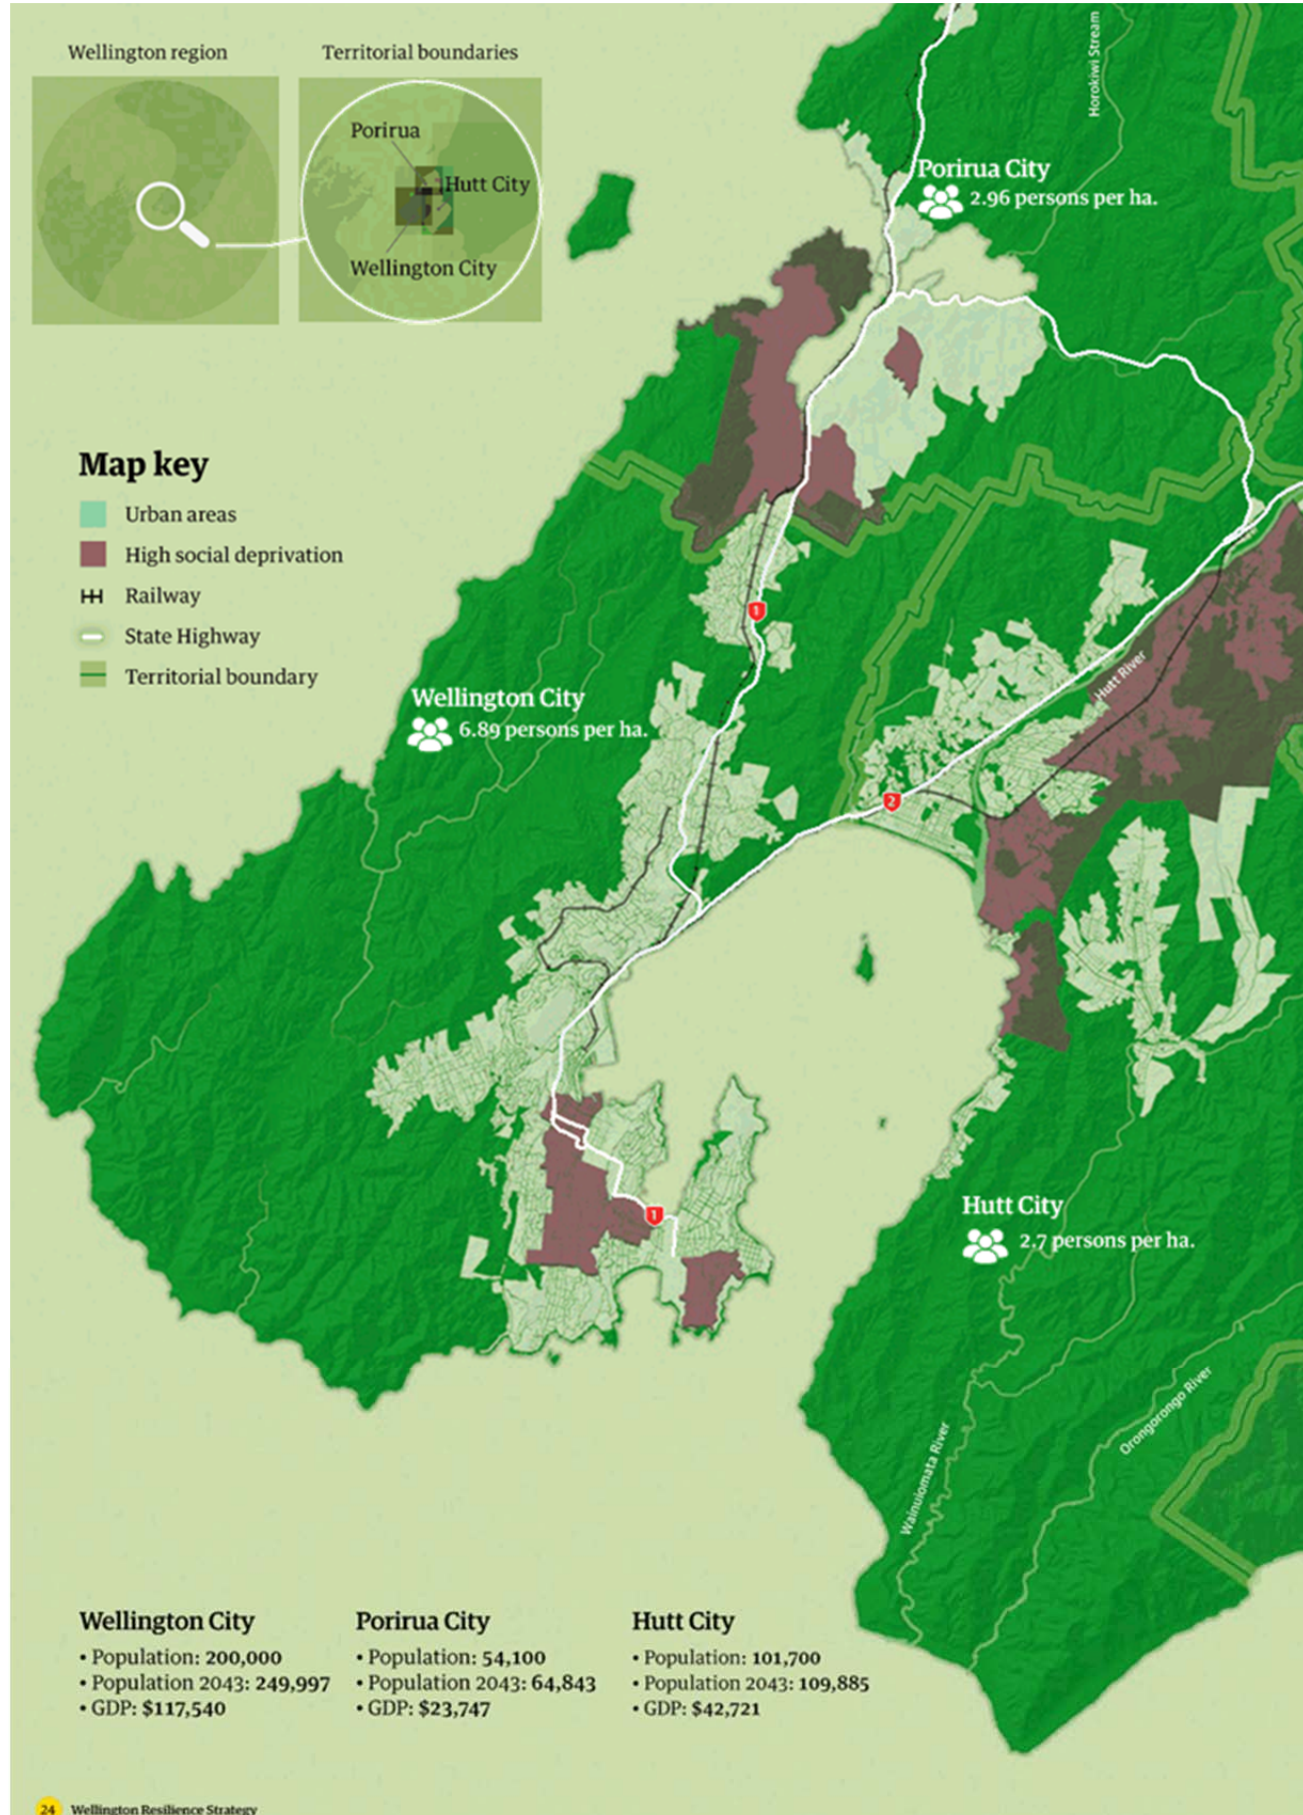 Wellington region
Territorial boundaries
Porirua
Hutt City
Wellington City
Horokiwi Stream
Porirua City
2.96 persons per ha.
Map key
Urban areas
High social deprivation
Railway
State Highway
Territorial boundary
1
Hutt River
Wellington City
6.89 persons per ha.
2
1
Hutt City
2.7 persons per ha.
Wainuiomata River
Orongorongo River
Wellington City
• Population: 200,000
• Population 2043: 249,997
• GDP: $117,540
Porirua City
• Population: 54,100
• Population 2043: 64,843
• GDP: $23,747
Hutt City
• Population: 101,700
• Population 2043: 109,885
• GDP: $42,721
24 Wellington Resilience Strategy